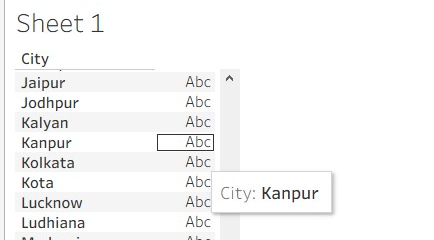 Sheet 1
City
Jaipur Abc
Jodhpur Abc
Kalyan Abc
Kanpur Abc
Kolkata Abc
Kota Abc
City: Kanpur
Lucknow Abc
Ludhiana Abc